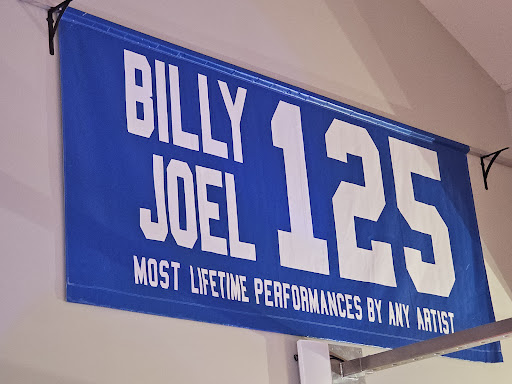 BILLY
JOEL
125
MOST LIFETIME PERFORMANCES BY ANY ARTIST